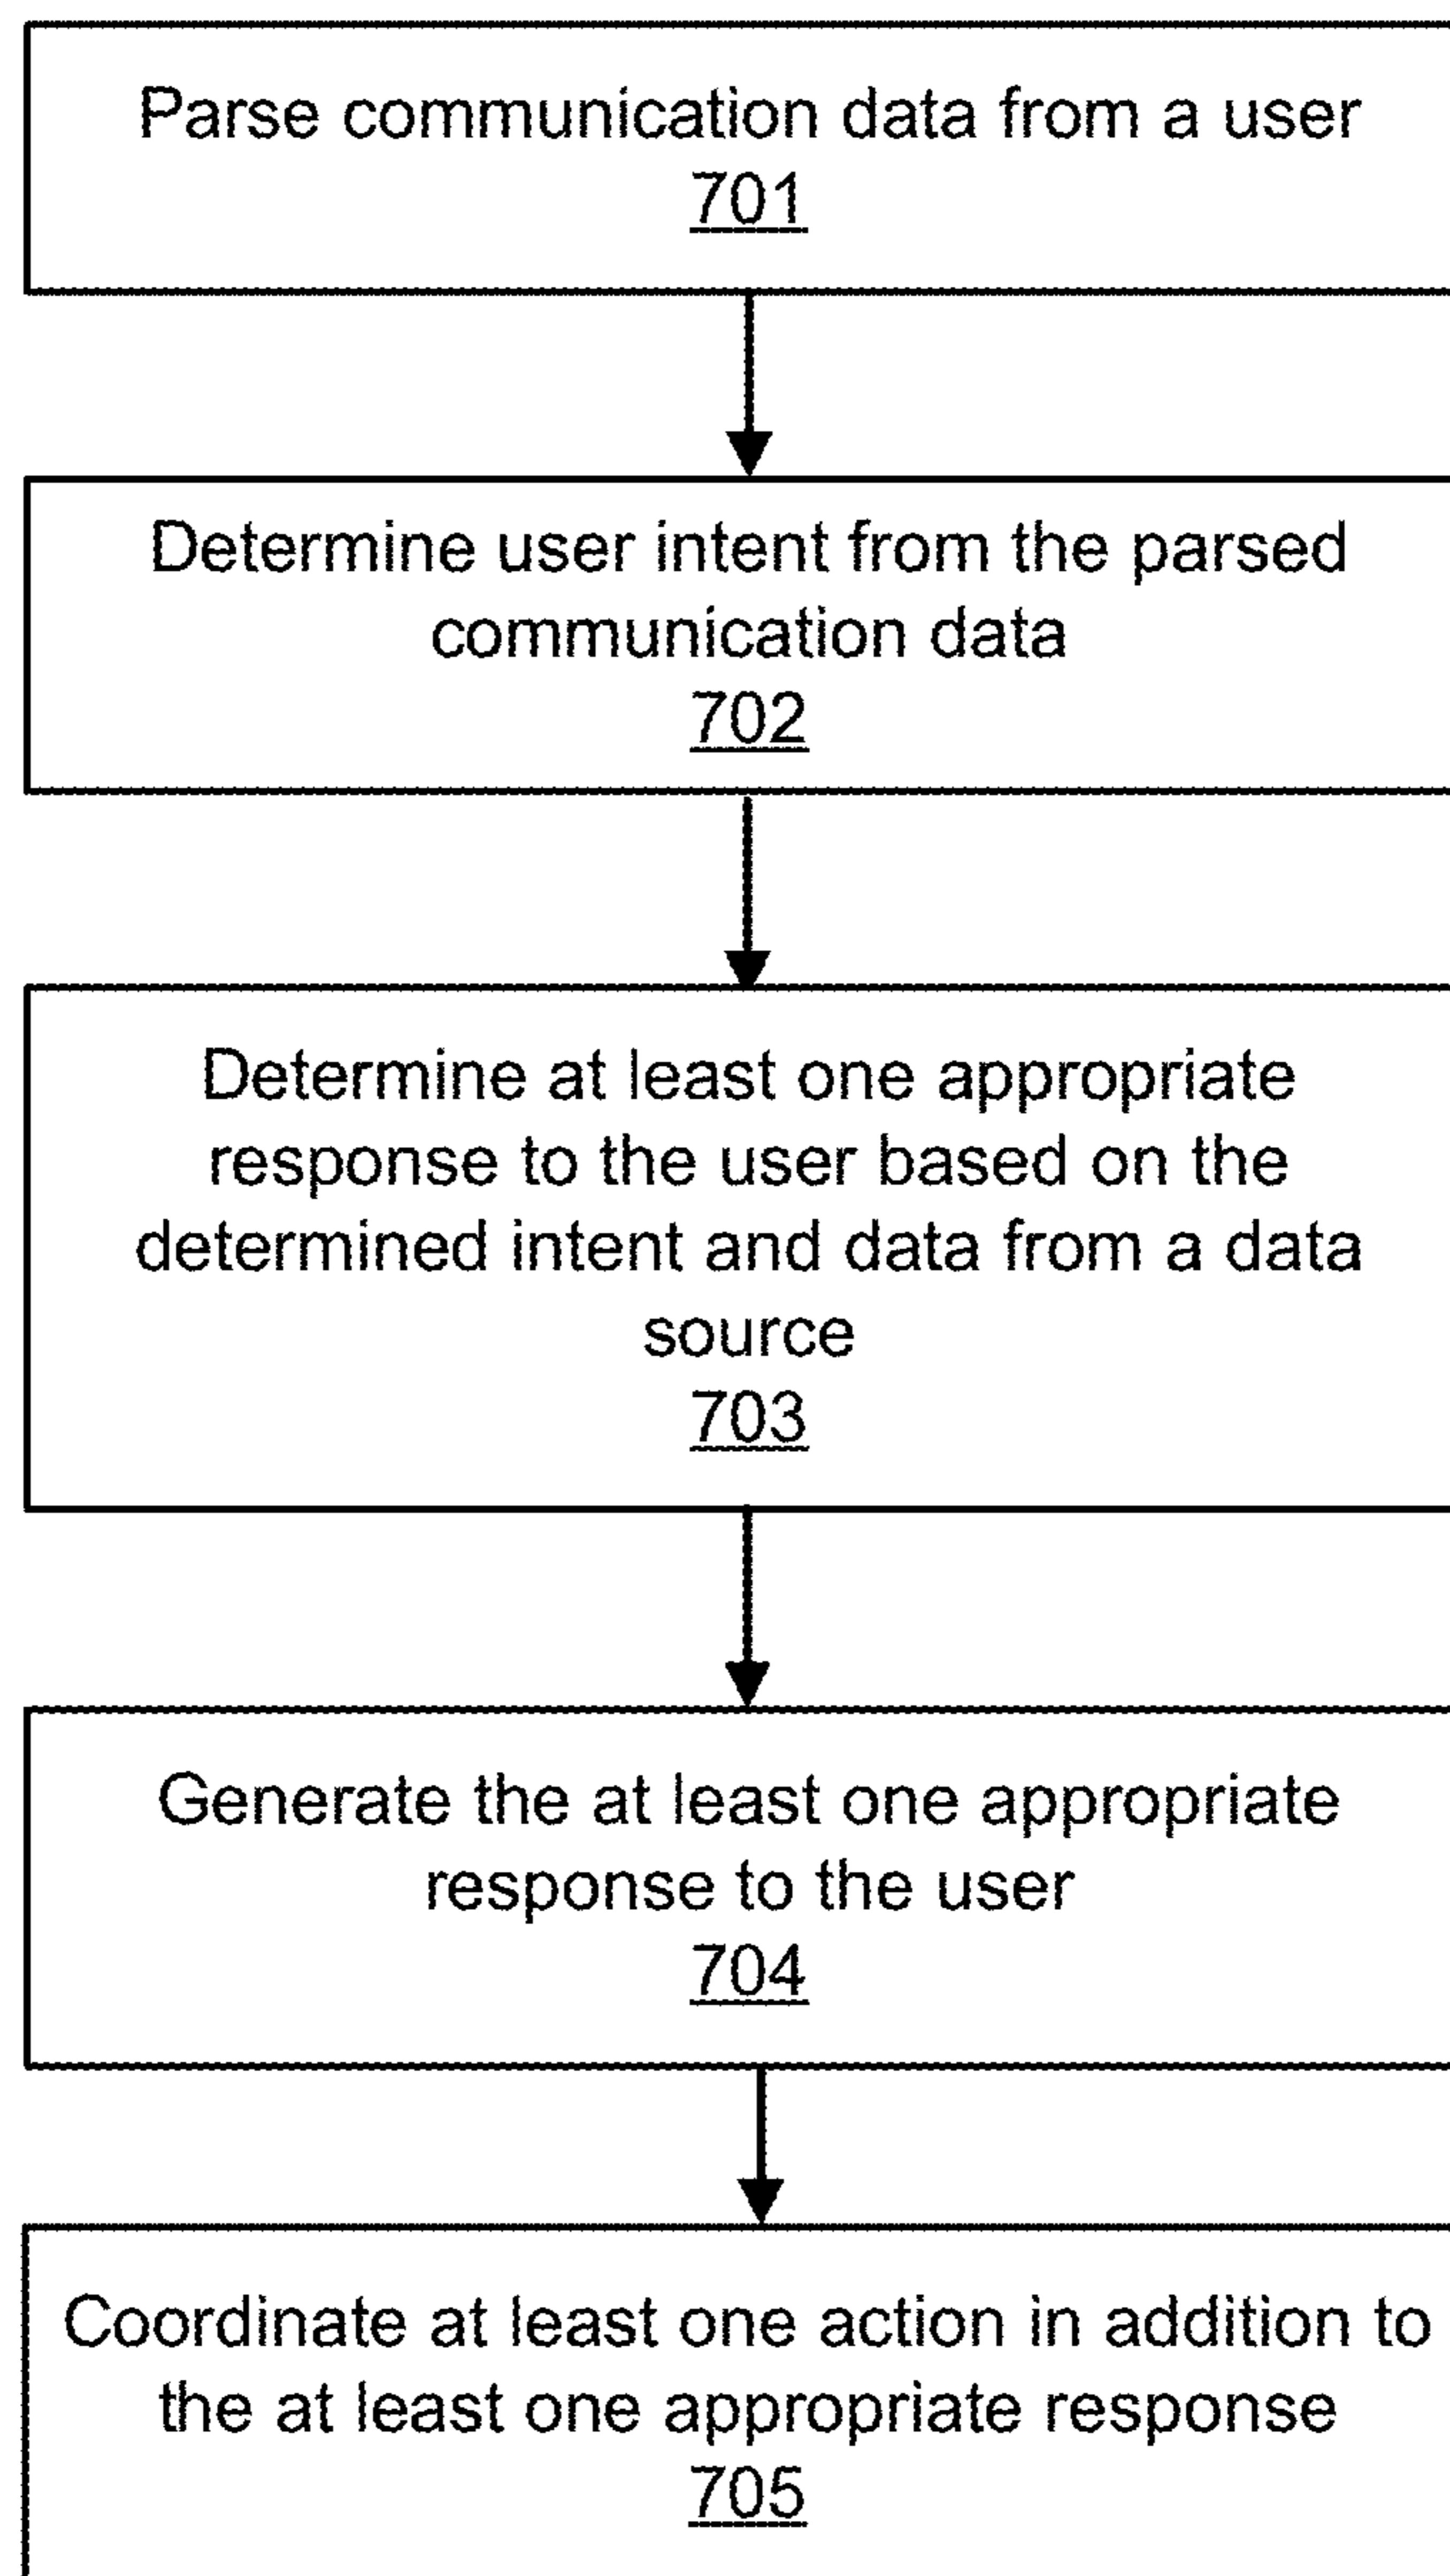 Parse communication data from a user
701
Determine user intent from the parsed
communication data
702
Determine at least one appropriate
response to the user based on the
determined intent and data from a data
source
703
Generate the at least one appropriate
response to the user
704
Coordinate at least one action in addition to
the at least one appropriate response
705